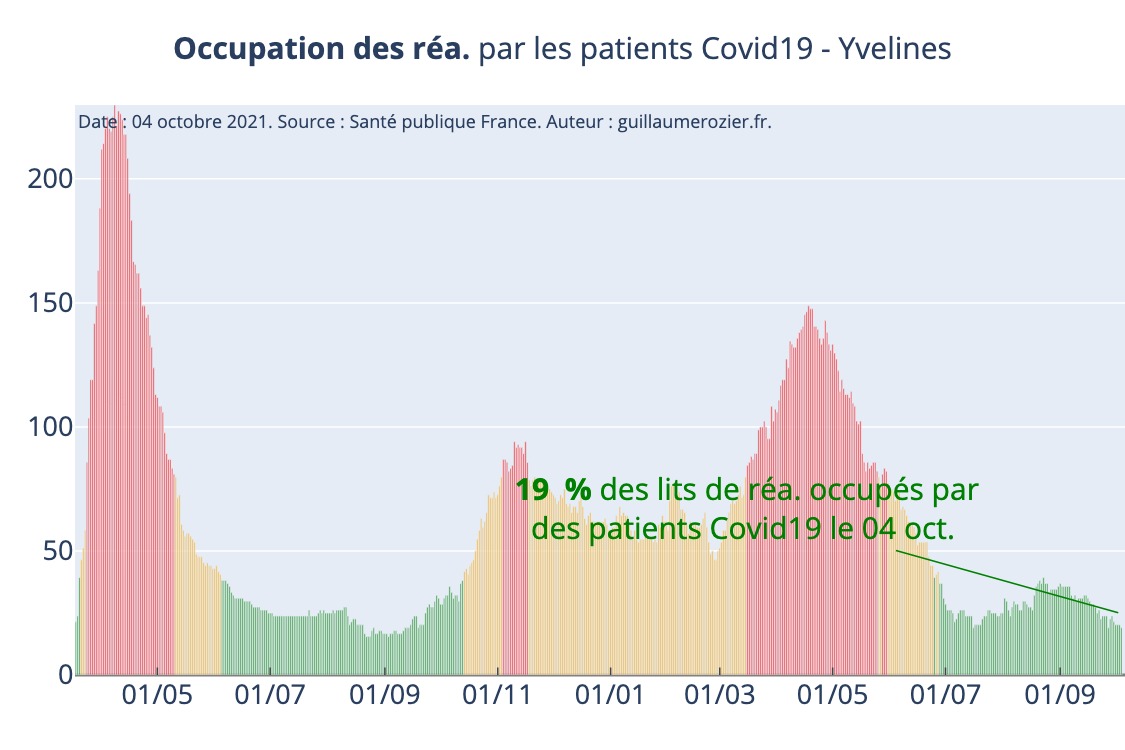 Occupation des réa. par les patients Covid19 - Yvelines
Date : 04 octobre 2021. Source : Santé publique France. Auteur : guillaumerozier.fr.
200
150
100
50
0
19 % des lits de réa. occupés par
des patients Covid19 le 04 oct.
01/05 01/07 01/09 01/11 01/01 01/03 01/05 01/07 01/09